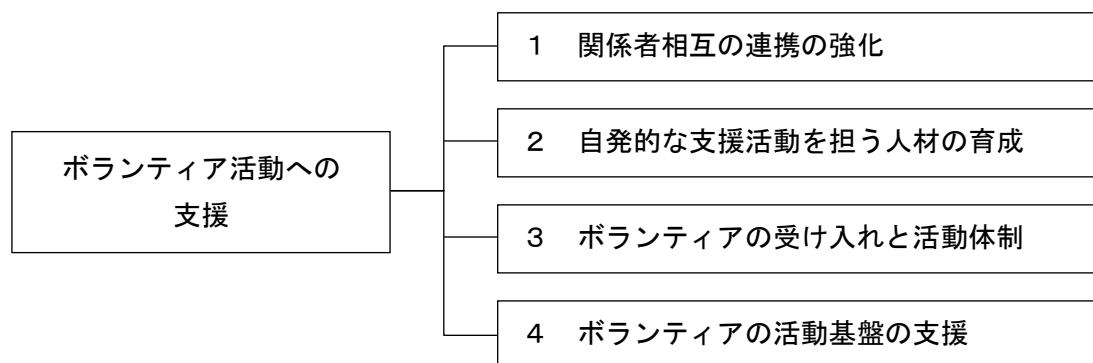 ボランティア活動への
支援
１　関係者相互の連携の強化
２　自発的な支援活動を担う人材の育成
３　ボランティアの受け入れと活動体制
４　ボランティアの活動基盤の支援